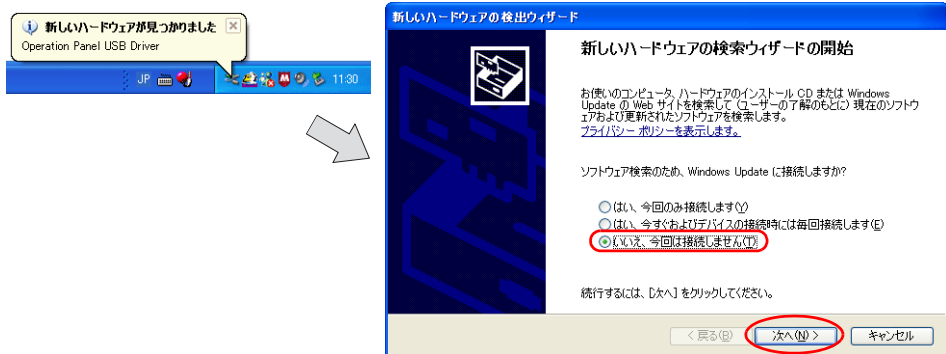 新しいハードウェアが見つかりました
Operation Panel USB Driver
JP
11:30
新しいハードウェアの検出ウィザード
新しいハードウェアの検索ウィザードの開始
お使いのコンピュータ、ハードウェアのインストール CD または Windows
Update の Web サイトを検索して (ユーザーの了解のもとに) 現在のソフトウ
ェアおよび更新されたソフトウェアを検索します。
プライバシー ポリシーを表示します。
ソフトウェア検索のため、Windows Update に接続しますか?
はい、今回のみ接続します(Y)
はい、今すぐおよびデバイスの接続時には毎回接続します(E)
いいえ、今回は接続しません(T)
続行するには、[次へ] をクリックしてください。
< 戻る(B)
次へ(N) >
キャンセル